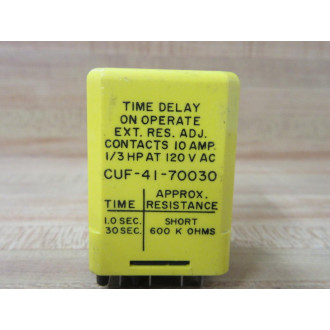 TIME DELAY
ON OPERATE
EXT. RES. ADJ.
CONTACTS 10 AMP.
1/3 HP AT 120 V AC
CUF-41-70030
APPROX.
TIME RESISTANCE
1.0 SEC. SHORT
30 SEC. 600 K OHMS